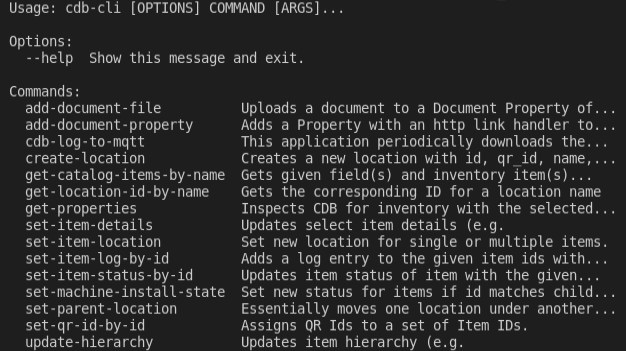 Usage: cdb-cli [OPTIONS] COMMAND [ARGS]...
Options:
--help  Show this message and exit.
Commands:
add-document-file          Uploads a document to a Document Property of...
add-document-property      Adds a Property with an http link handler to...
cdb-log-to-mqtt            This application periodically downloads the...
create-location            Creates a new location with id, qr_id, name,...
get-catalog-items-by-name  Gets given field(s) and inventory item(s)...
get-location-id-by-name    Gets the corresponding ID for a location name
get-properties             Inspects CDB for inventory with the selected...
set-item-details           Updates select item details (e.g.
set-item-location          Set new location for single or multiple items.
set-item-log-by-id         Adds a log entry to the given item ids with...
set-item-status-by-id      Updates item status of item with the given...
set-machine-install-state  Set new status for items if id matches child...
set-parent-location        Essentially moves one location under another...
set-qr-id-by-id            Assigns QR Ids to a set of Item IDs.
update-hierarchy           Updates item hierarchy (e.g.